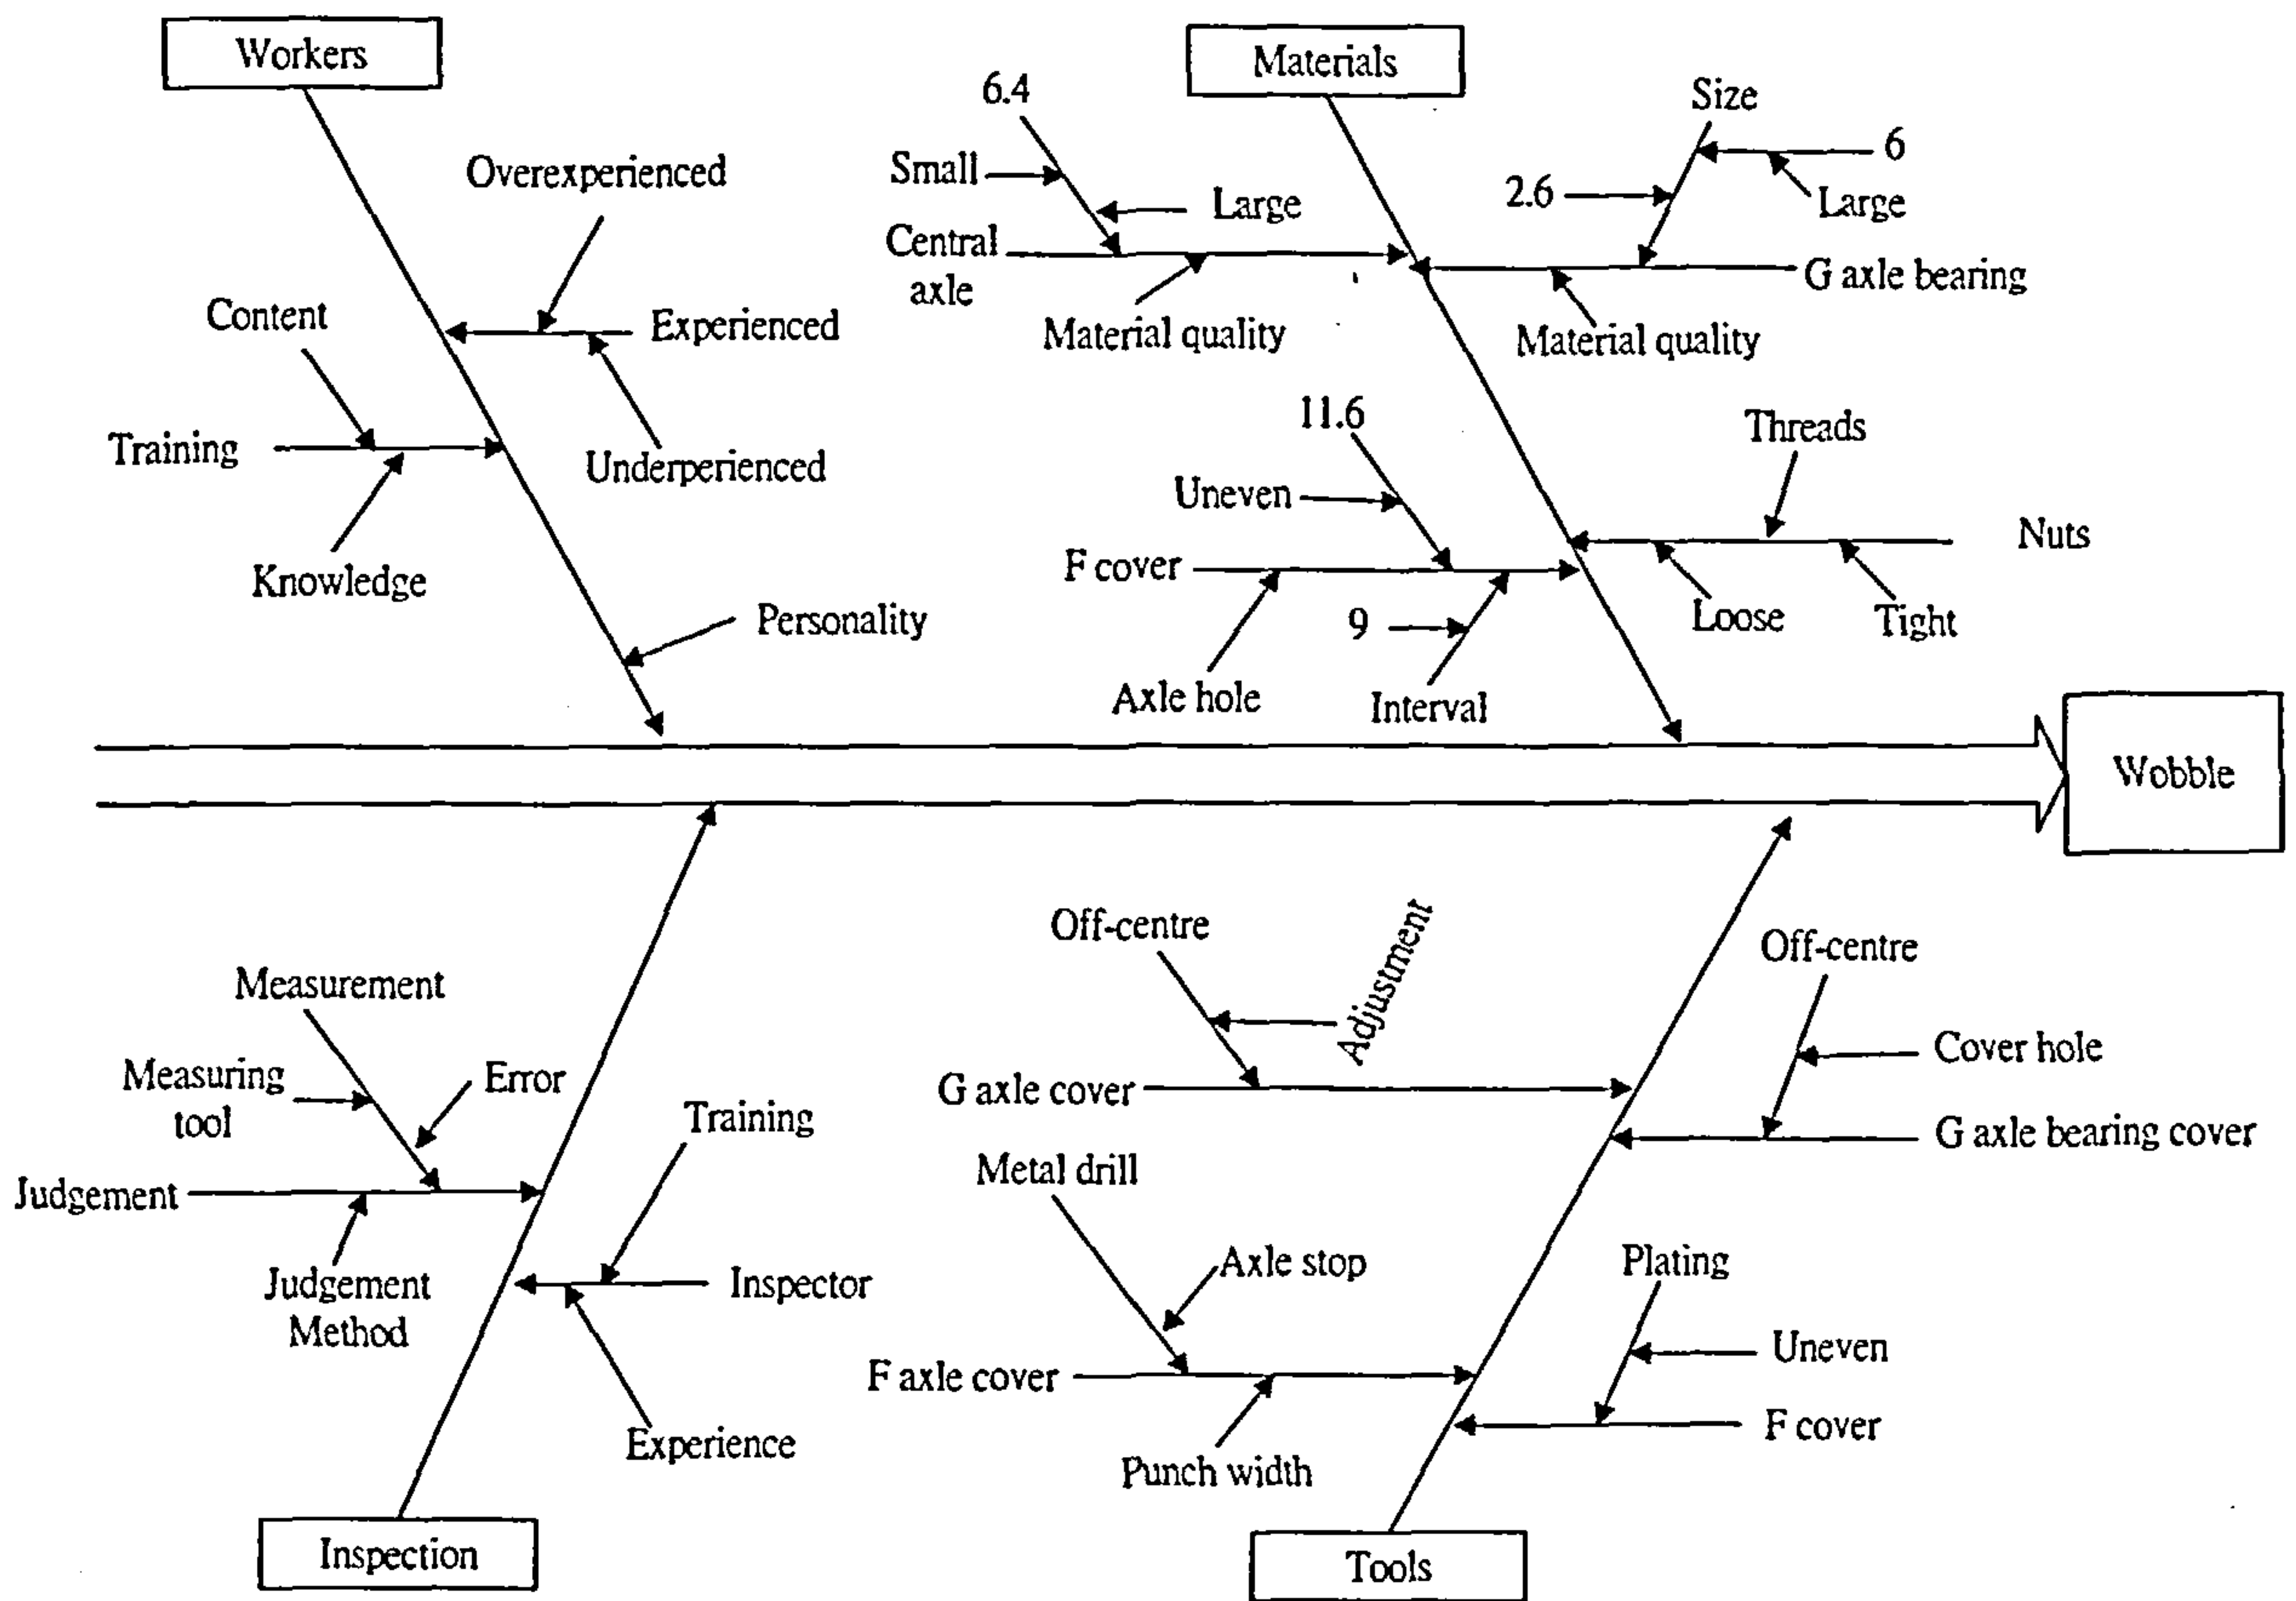 Workers
Materials
6.4
Size
Small
Large
6
2.6
Large
Overexperienced
Central
axle
G axle bearing
Material quality
Material quality
Content
Experienced
Training
Underperienced
Knowledge
Personality
11.6
Threads
Uneven
Nuts
F cover
9
Loose
Tight
Axle hole
Interval
Wobble
Off-centre
Adjustment
Off-centre
Measurement
Cover hole
Measuring
tool
Error
G axle cover
Training
G axle bearing cover
Metal drill
Judgement
Judgement
Method
Inspector
Axle stop
Plating
Uneven
F axle cover
F cover
Experience
Punch width
Inspection
Tools